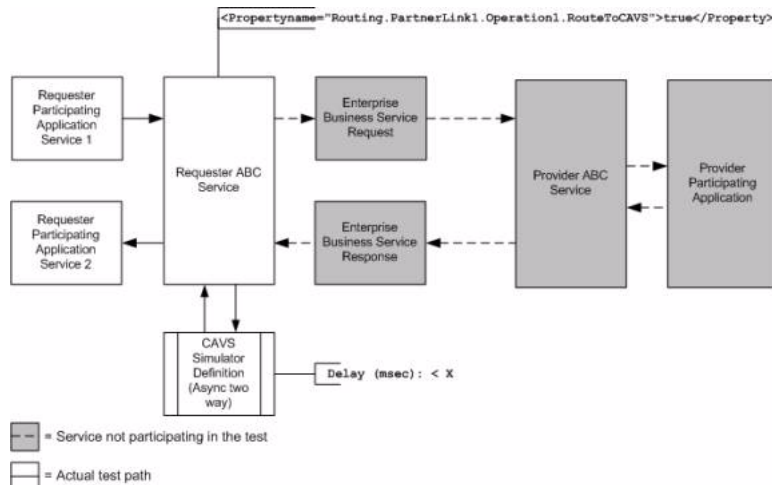 <Propertyname="Routing.PartnerLink1.Operation1.RouteToCAVS">true</Property>
Requester
Participating
Application
Service 1
Requester ABC
Service
Enterprise
Business Service
Request
Provider ABC
Service
Provider
Participating
Application
Requester
Participating
Application
Service 2
Enterprise
Business Service
Response
CAVS
Simulator
Definition
(Async two
way)
Delay (msec): < X
= Service not participating in the test
= Actual test path